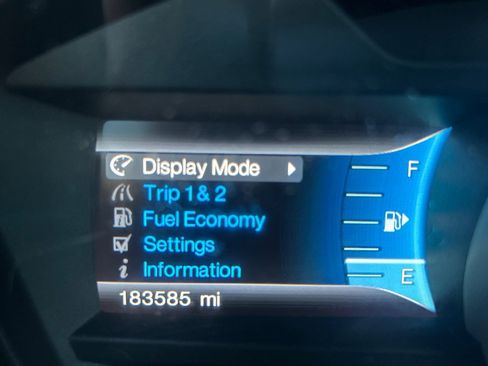 Display Mode
Trip 1 & 2
Fuel Economy
Settings
Information
183585 mi
F
E